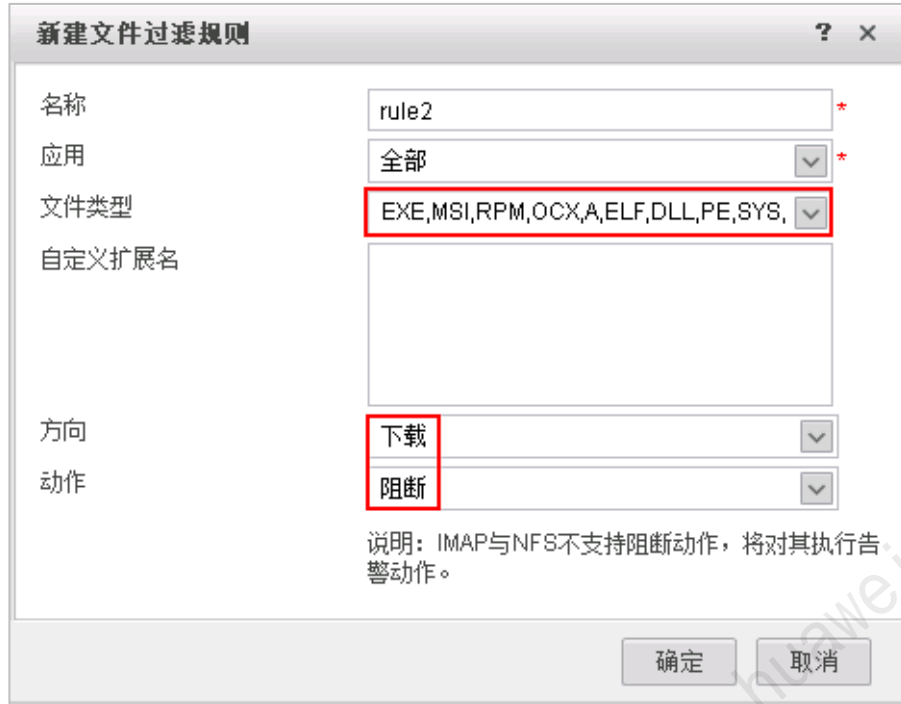 新建文件过滤规则 ? ×
名称 rule2 *
应用 全部 *
文件类型 EXE,MSI,RPM,OCX,A,ELF,DLL,PE,SYS,
自定义扩展名
方向 下载
动作 阻断
说明：IMAP与NFS不支持阻断动作，将对其执行告
警动作。
确定 取消
huawei